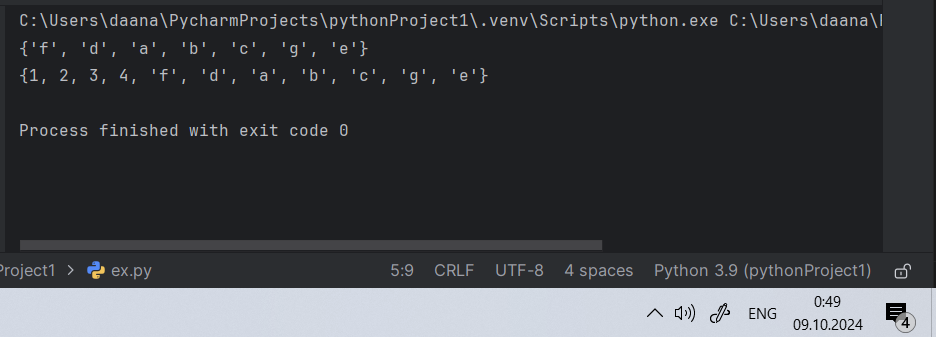 C:\Users\daana\PycharmProjects\pythonProject1\.venv\Scripts\python.exe C:\Users\daana\
{'f', 'd', 'a', 'b', 'c', 'g', 'e'}
{1, 2, 3, 4, 'f', 'd', 'a', 'b', 'c', 'g', 'e'}
Process finished with exit code 0
Project1 > ex.py 5:9 CRLF UTF-8 4 spaces Python 3.9 (pythonProject1)
ENG 0:49
09.10.2024 4